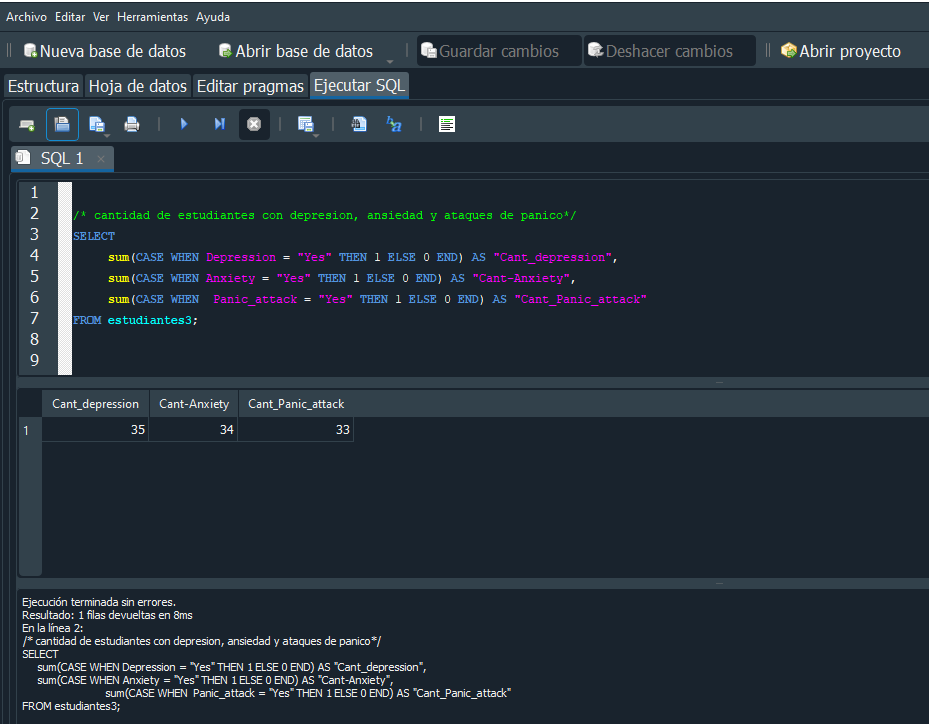 Archivo Editar Ver Herramientas Ayuda
Nueva base de datos Abrir base de datos Guardar cambios Deshacer cambios Abrir proyecto
Estructura Hoja de datos Editar pragmas Ejecutar SQL
SQL 1
1
2 /* cantidad de estudiantes con depresion, ansiedad y ataques de panico*/
3 SELECT
4 sum(CASE WHEN Depression = "Yes" THEN 1 ELSE 0 END) AS "Cant_depression",
5 sum(CASE WHEN Anxiety = "Yes" THEN 1 ELSE 0 END) AS "Cant-Anxiety",
6 sum(CASE WHEN  Panic_attack = "Yes" THEN 1 ELSE 0 END) AS "Cant_Panic_attack"
7 FROM estudiantes3;
8
9
Cant_depression Cant-Anxiety Cant_Panic_attack
1 35 34 33
Ejecución terminada sin errores.
Resultado: 1 filas devueltas en 8ms
En la línea 2:
/* cantidad de estudiantes con depresion, ansiedad y ataques de panico*/
SELECT
sum(CASE WHEN Depression = "Yes" THEN 1 ELSE 0 END) AS "Cant_depression",
sum(CASE WHEN Anxiety = "Yes" THEN 1 ELSE 0 END) AS "Cant-Anxiety",
sum(CASE WHEN  Panic_attack = "Yes" THEN 1 ELSE 0 END) AS "Cant_Panic_attack"
FROM estudiantes3;